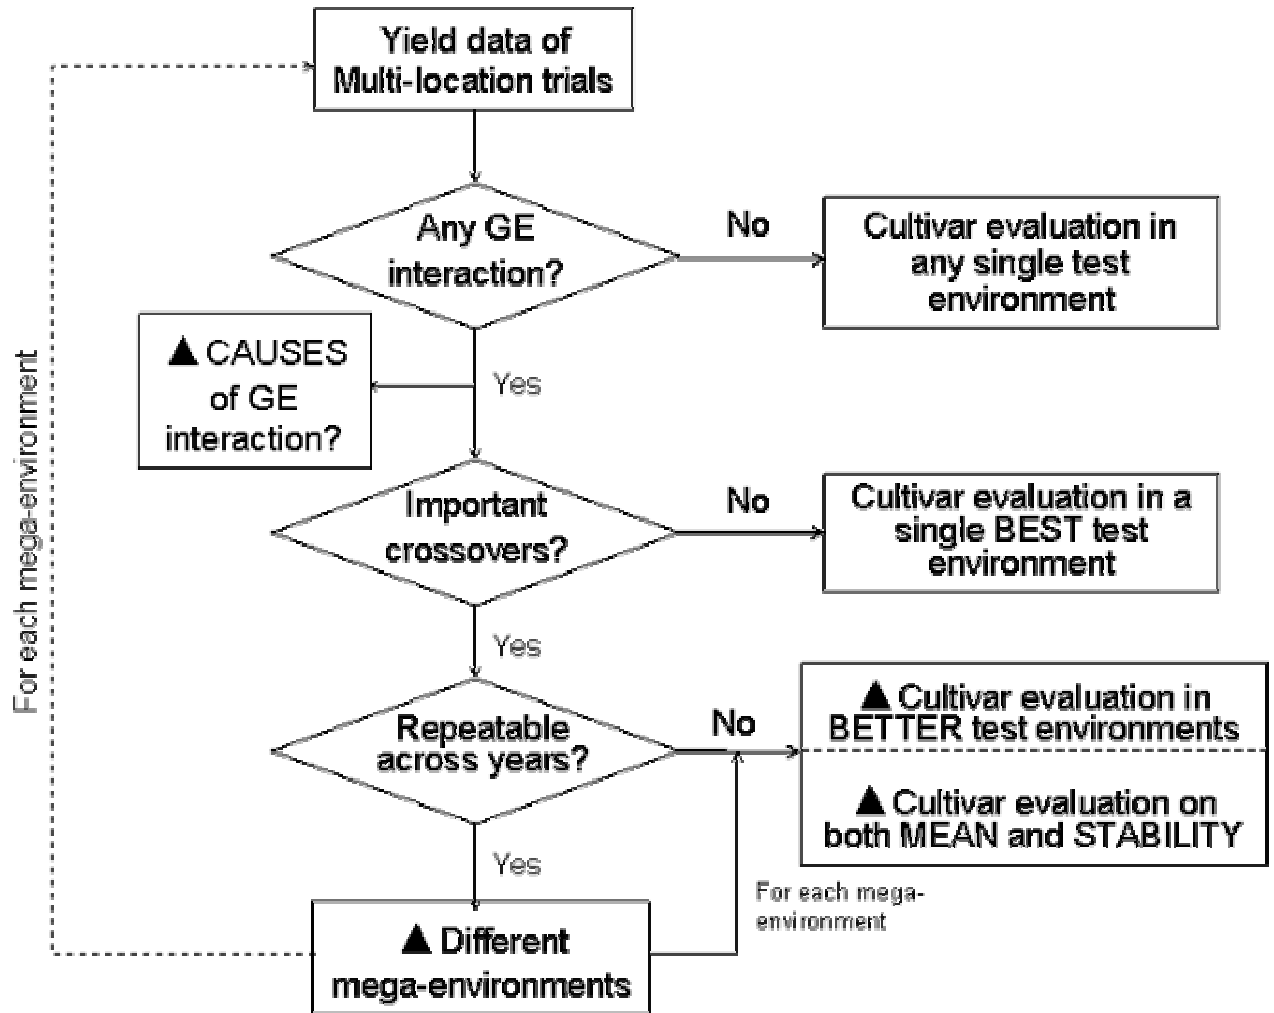 Yield data of
Multi-location trials
Any GE
interaction?
No
Cultivar evaluation in
any single test
environment
▲ CAUSES
of GE
interaction?
Yes
Important
crossovers?
No
Cultivar evaluation in a
single BEST test
environment
Yes
Repeatable
across years?
No
▲ Cultivar evaluation in
BETTER test environments
▲ Cultivar evaluation on
both MEAN and STABILITY
Yes
For each mega-
environment
▲ Different
mega-environments
For each mega-environment